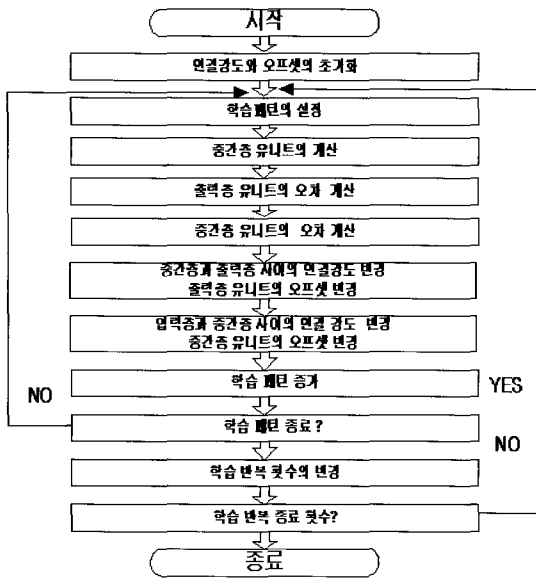 시작
연결강도와 오프셋의 초기화
학습패턴의 설정
중간층 유니트의 계산
출력층 유니트의 오차 계산
중간층 유니트의 오차 계산
중간층과 출력층 사이의 연결강도 변경
출력층 유니트의 오프셋 변경
입력층과 중간층 사이의 연결 강도 변경
중간층 유니트의 오프셋 변경
학습 패턴 증가
YES
NO
학습 패턴 종료?
NO
학습 반복 횟수의 변경
학습 반복 종료 횟수?
종료